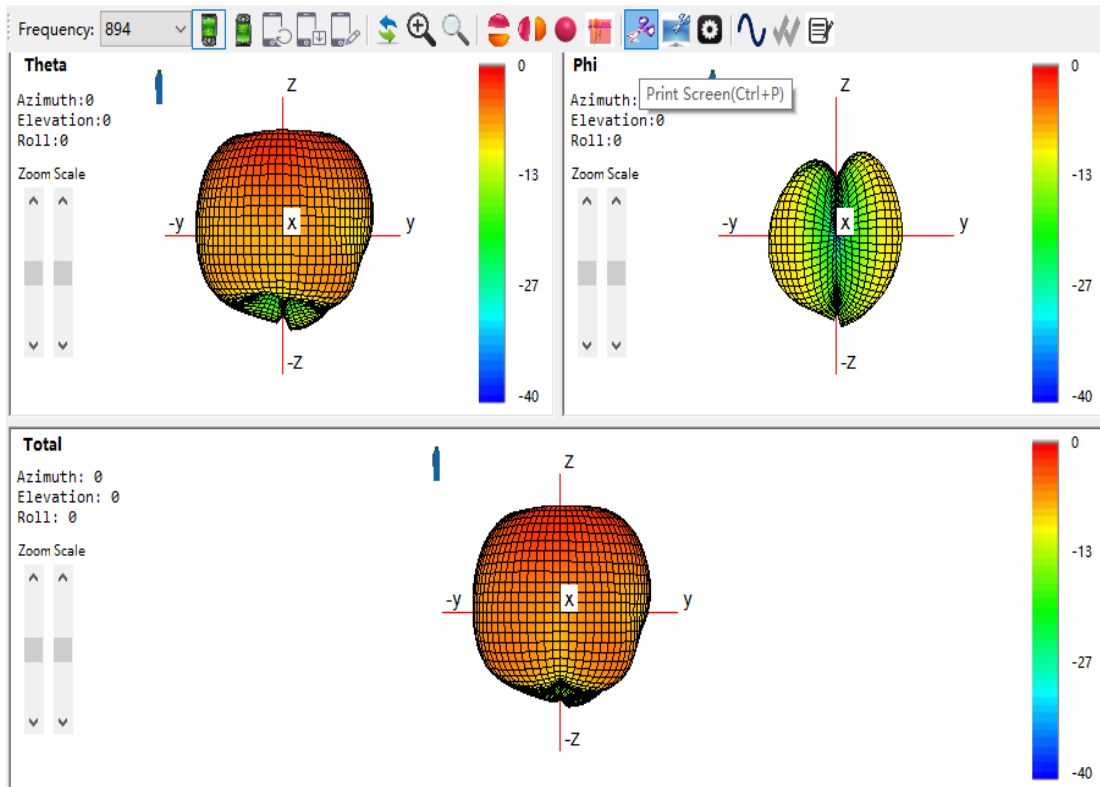 Frequency: 894
Theta
Azimuth:0
Elevation:0
Roll:0
Zoom Scale
Z
-y
X
y
-Z
0
-13
-27
-40
Phi
Azimuth:
Print Screen(Ctrl+P)
Elevation:0
Roll:0
Zoom Scale
Z
-y
X
y
-Z
0
-13
-27
-40
Total
Azimuth: 0
Elevation: 0
Roll: 0
Zoom Scale
Z
-y
X
y
-Z
0
-13
-27
-40